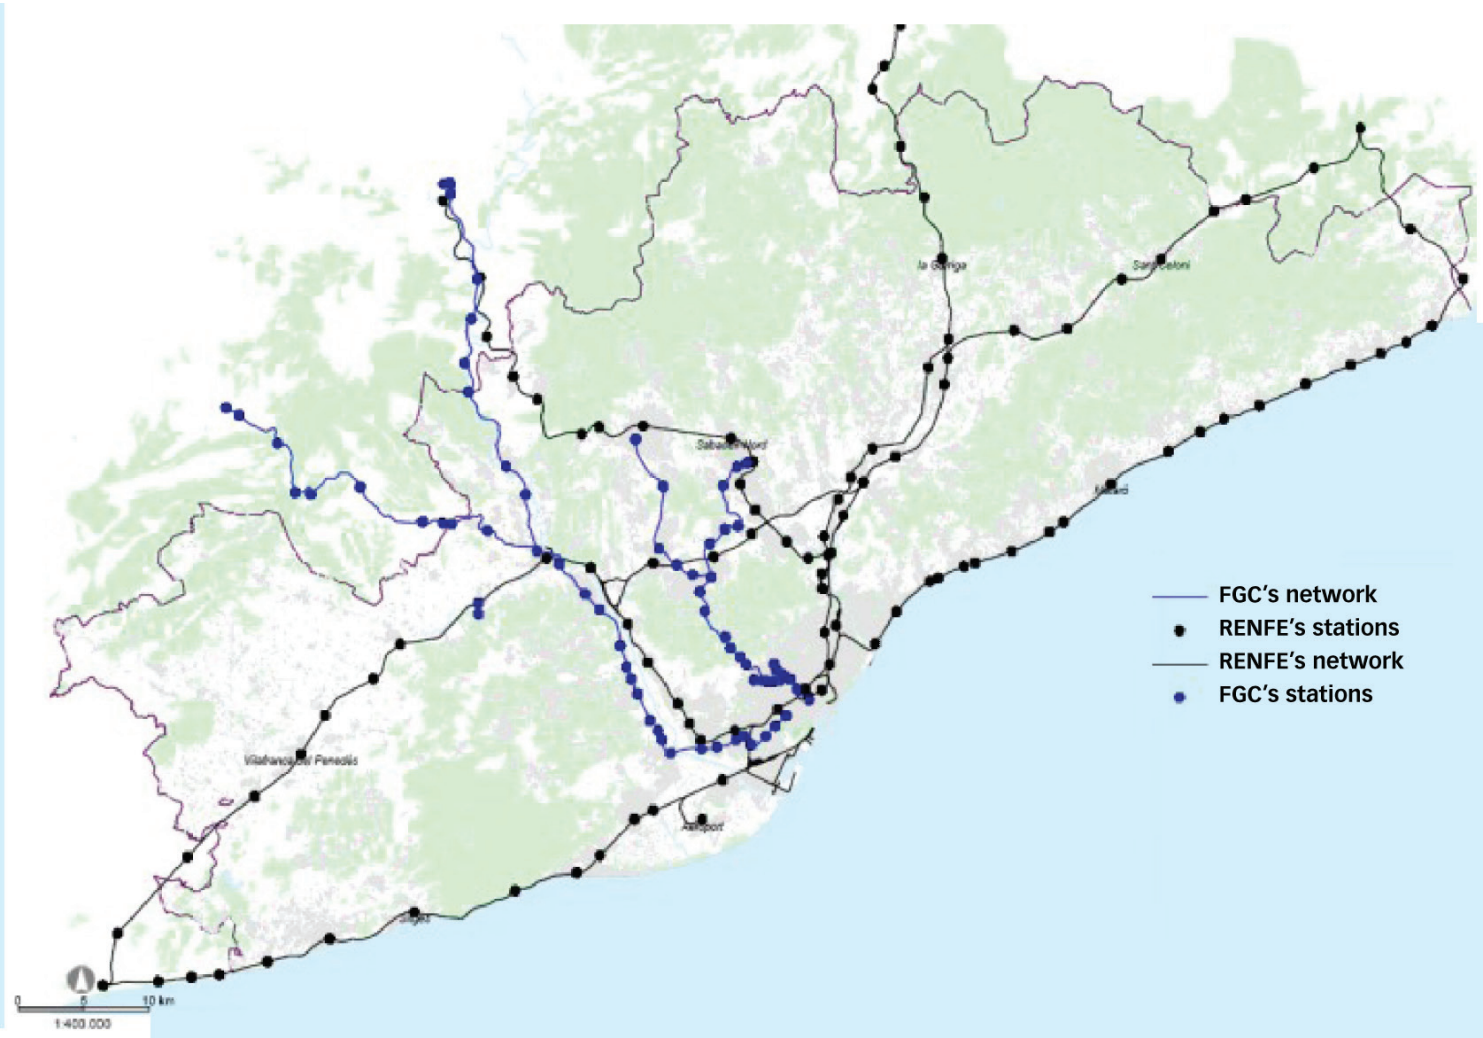 la Garriga
Sant Celoni
Sabadell Nord
Mataró
FGC's network
RENFE's stations
RENFE's network
FGC's stations
Vilafranca del Penedès
Aeroport
Sitges
0 5 10 km
1:400.000